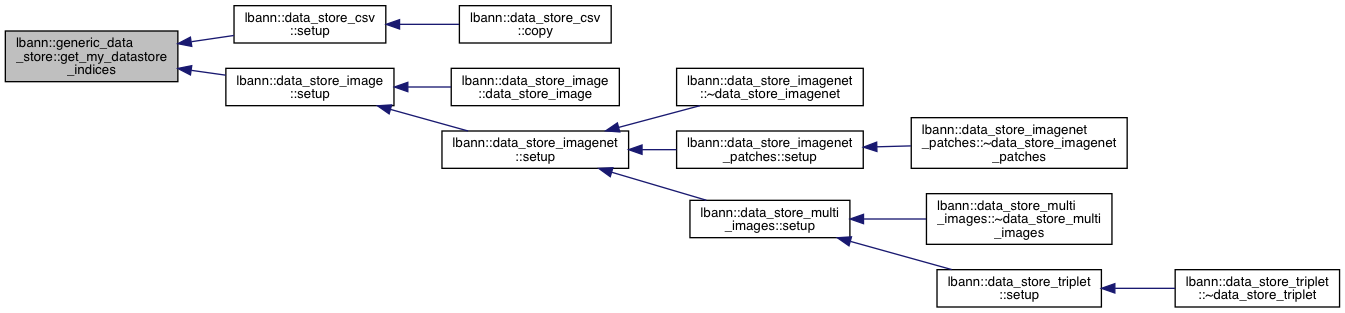 lbann::generic_data
_store::get_my_datastore
_indices
lbann::data_store_csv
::setup
lbann::data_store_csv
::copy
lbann::data_store_image
::setup
lbann::data_store_image
::data_store_image
lbann::data_store_imagenet
::setup
lbann::data_store_imagenet
::~data_store_imagenet
lbann::data_store_imagenet
_patches::setup
lbann::data_store_imagenet
_patches::~data_store_imagenet
_patches
lbann::data_store_multi
_images::setup
lbann::data_store_multi
_images::~data_store_multi
_images
lbann::data_store_triplet
::setup
lbann::data_store_triplet
::~data_store_triplet